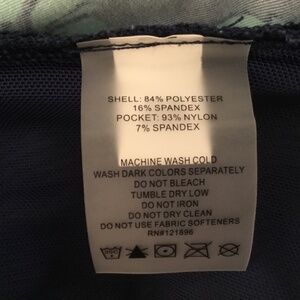 SHELL: 84% POLYESTER
16% SPANDEX
POCKET: 93% NYLON
7% SPANDEX
MACHINE WASH COLD
WASH DARK COLORS SEPARATELY
DO NOT BLEACH
TUMBLE DRY LOW
DO NOT IRON
DO NOT DRY CLEAN
DO NOT USE FABRIC SOFTENERS
RN#121896